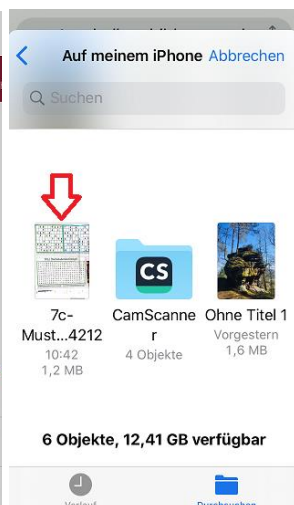 Auf meinem iPhone Abbrechen
Suchen
CS
7c-
Must...4212
10:42
1,2 MB
CamScanne
r
4 Objekte
Ohne Titel 1
Vorgestern
1,6 MB
6 Objekte, 12,41 GB verfügbar